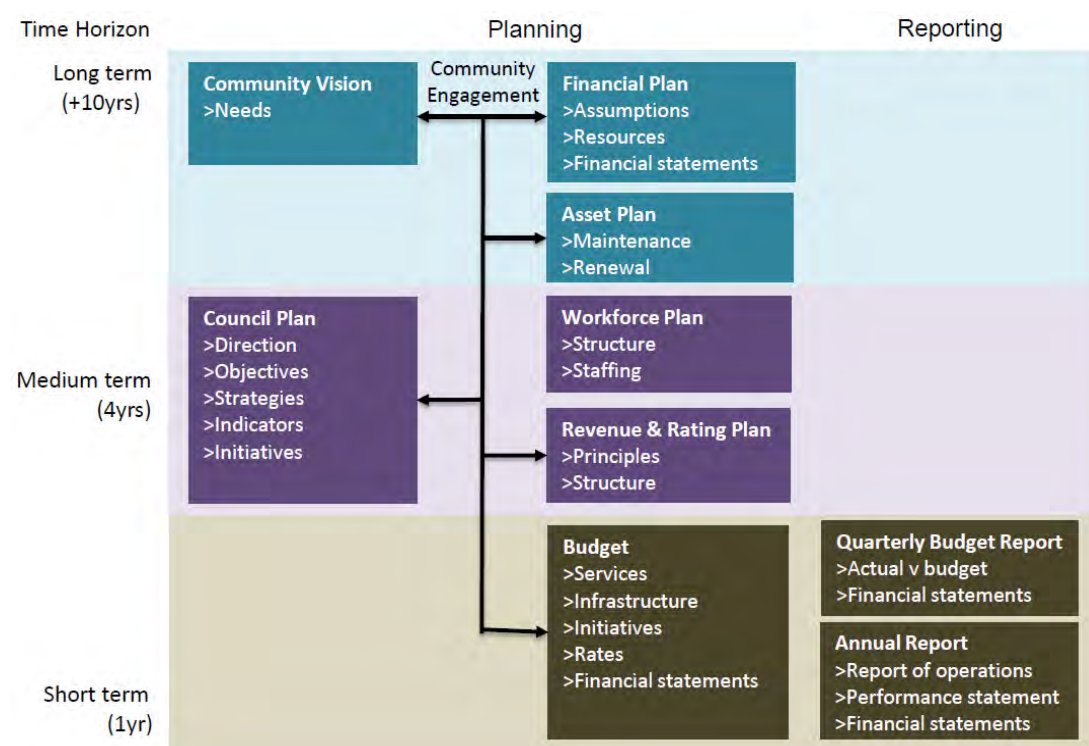 Time Horizon
Planning
Reporting
Long term
(+10yrs)
Community Vision
>Needs
Community
Engagement
Financial Plan
>Assumptions
>Resources
>Financial statements
Asset Plan
>Maintenance
>Renewal
Medium term
(4yrs)
Council Plan
>Direction
>Objectives
>Strategies
>Indicators
>Initiatives
Workforce Plan
>Structure
>Staffing
Revenue & Rating Plan
>Principles
>Structure
Short term
(1yr)
Budget
>Services
>Infrastructure
>Initiatives
>Rates
>Financial statements
Quarterly Budget Report
>Actual v budget
>Financial statements
Annual Report
>Report of operations
>Performance statement
>Financial statements